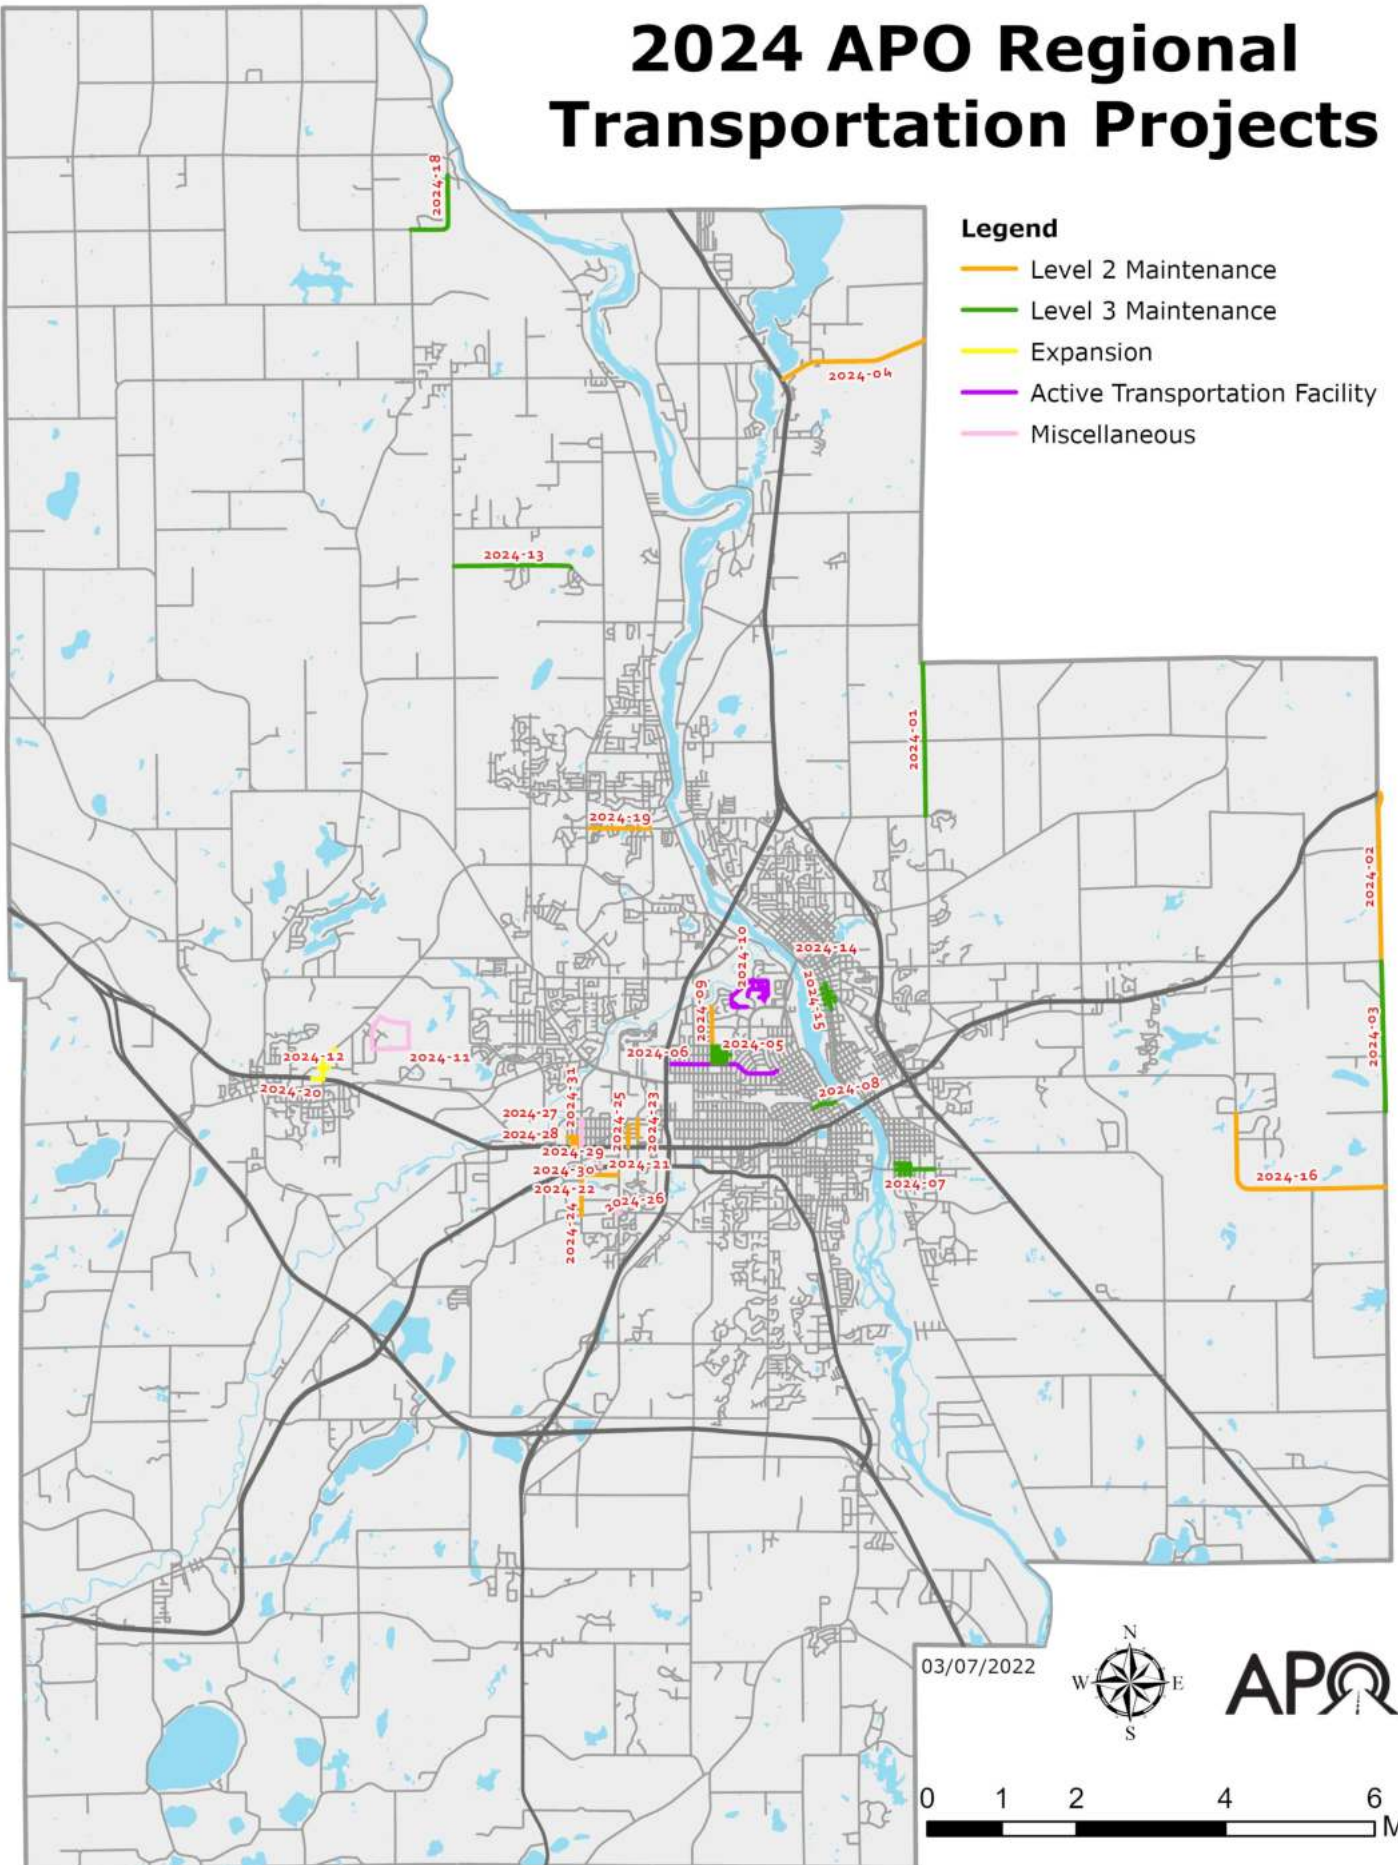 2024 APO Regional
Transportation Projects
Legend
Level 2 Maintenance
Level 3 Maintenance
Expansion
Active Transportation Facility
Miscellaneous
2024-18
2024-04
2024-13
2024-01
2024-19
2024-02
2024-10
2024-14
2024-09
2024-15
2024-03
2024-06
2024-05
2024-12
2024-11
2024-20
2024-08
2024-31
2024-25
2024-23
2024-27
2024-28
2024-29
2024-30
2024-21
2024-22
2024-26
2024-24
2024-07
2024-16
03/07/2022
N
W
E
S
APO
0
1
2
4
6
M